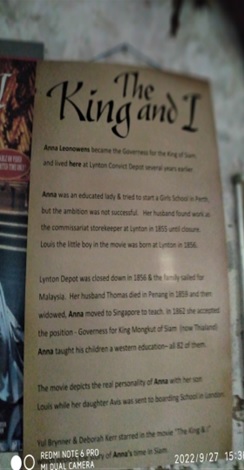 The
King and I
Anna Leonowens became the Governess for the King of Siam,
and lived here at Lynton Convict Depot several years earlier.
Anna was an educated lady & tried to start a Girls School in Perth,
but the ambition was not successful. Her husband found work as
the commissariat storekeeper at Lynton in 1855 until closure.
Louis the little boy in the movie was born at Lynton in 1856.
Lynton Depot was closed down in 1856 & the family sailed for
Malaysia. Her husband Thomas died in Penang in 1859 and then
widowed, Anna moved to Singapore to teach. In 1862 she accepted
the position - Governess for King Mongkut of Siam (now Thailand)
Anna taught his children a western education– all 82 of them.
The movie depicts the real personality of Anna with her son
Louis while her daughter Avis was sent to boarding School in London.
Yul Brynner & Deborah Kerr starred in the movie "The King & I"
of Anna's time in Siam
REDMI NOTE 6 PRO
MI DUAL CAMERA
2022/9/27 15:36